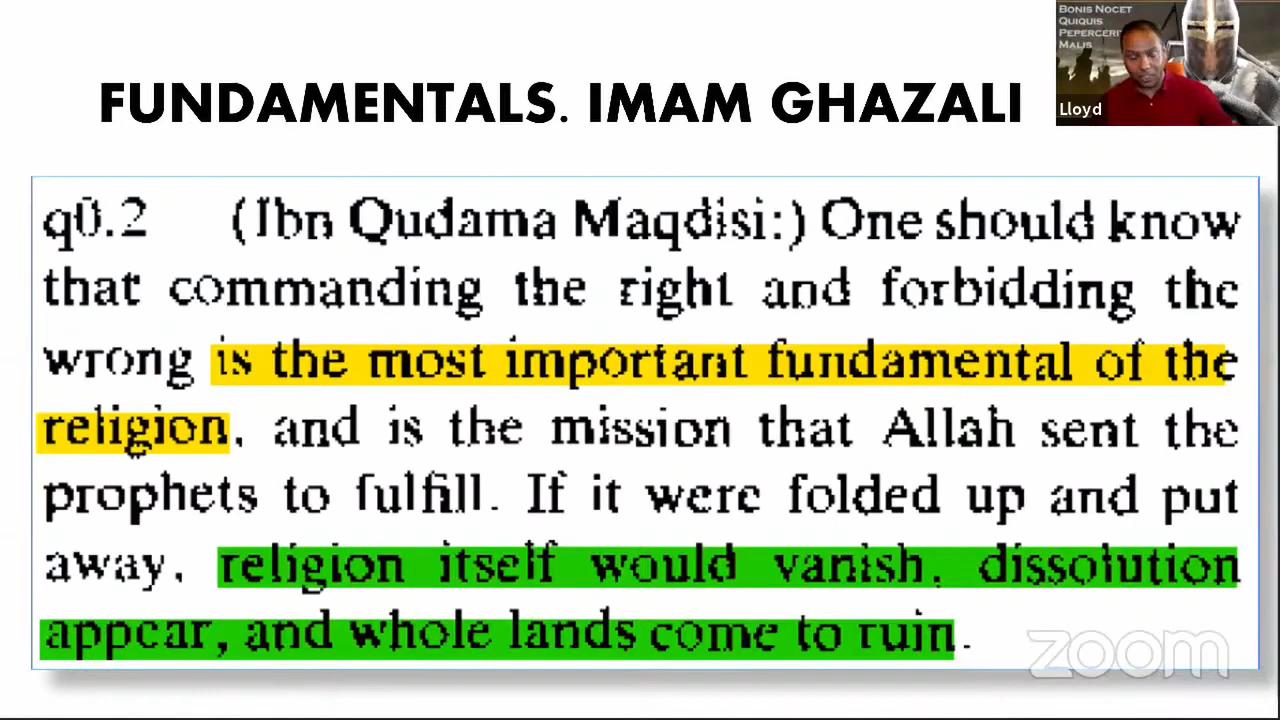 BONIS NOCET
QUIQUIS
PEPERCERIT
MALIS
Lloyd
FUNDAMENTALS. IMAM GHAZALI
q0.2 (Ibn Qudama Maqdisi:) One should know
that commanding the right and forbidding the
wrong is the most important fundamental of the
religion, and is the mission that Allah sent the
prophets to fulfill. If it were folded up and put
away, religion itself would vanish, dissolution
appear, and whole lands come to ruin.
zoom